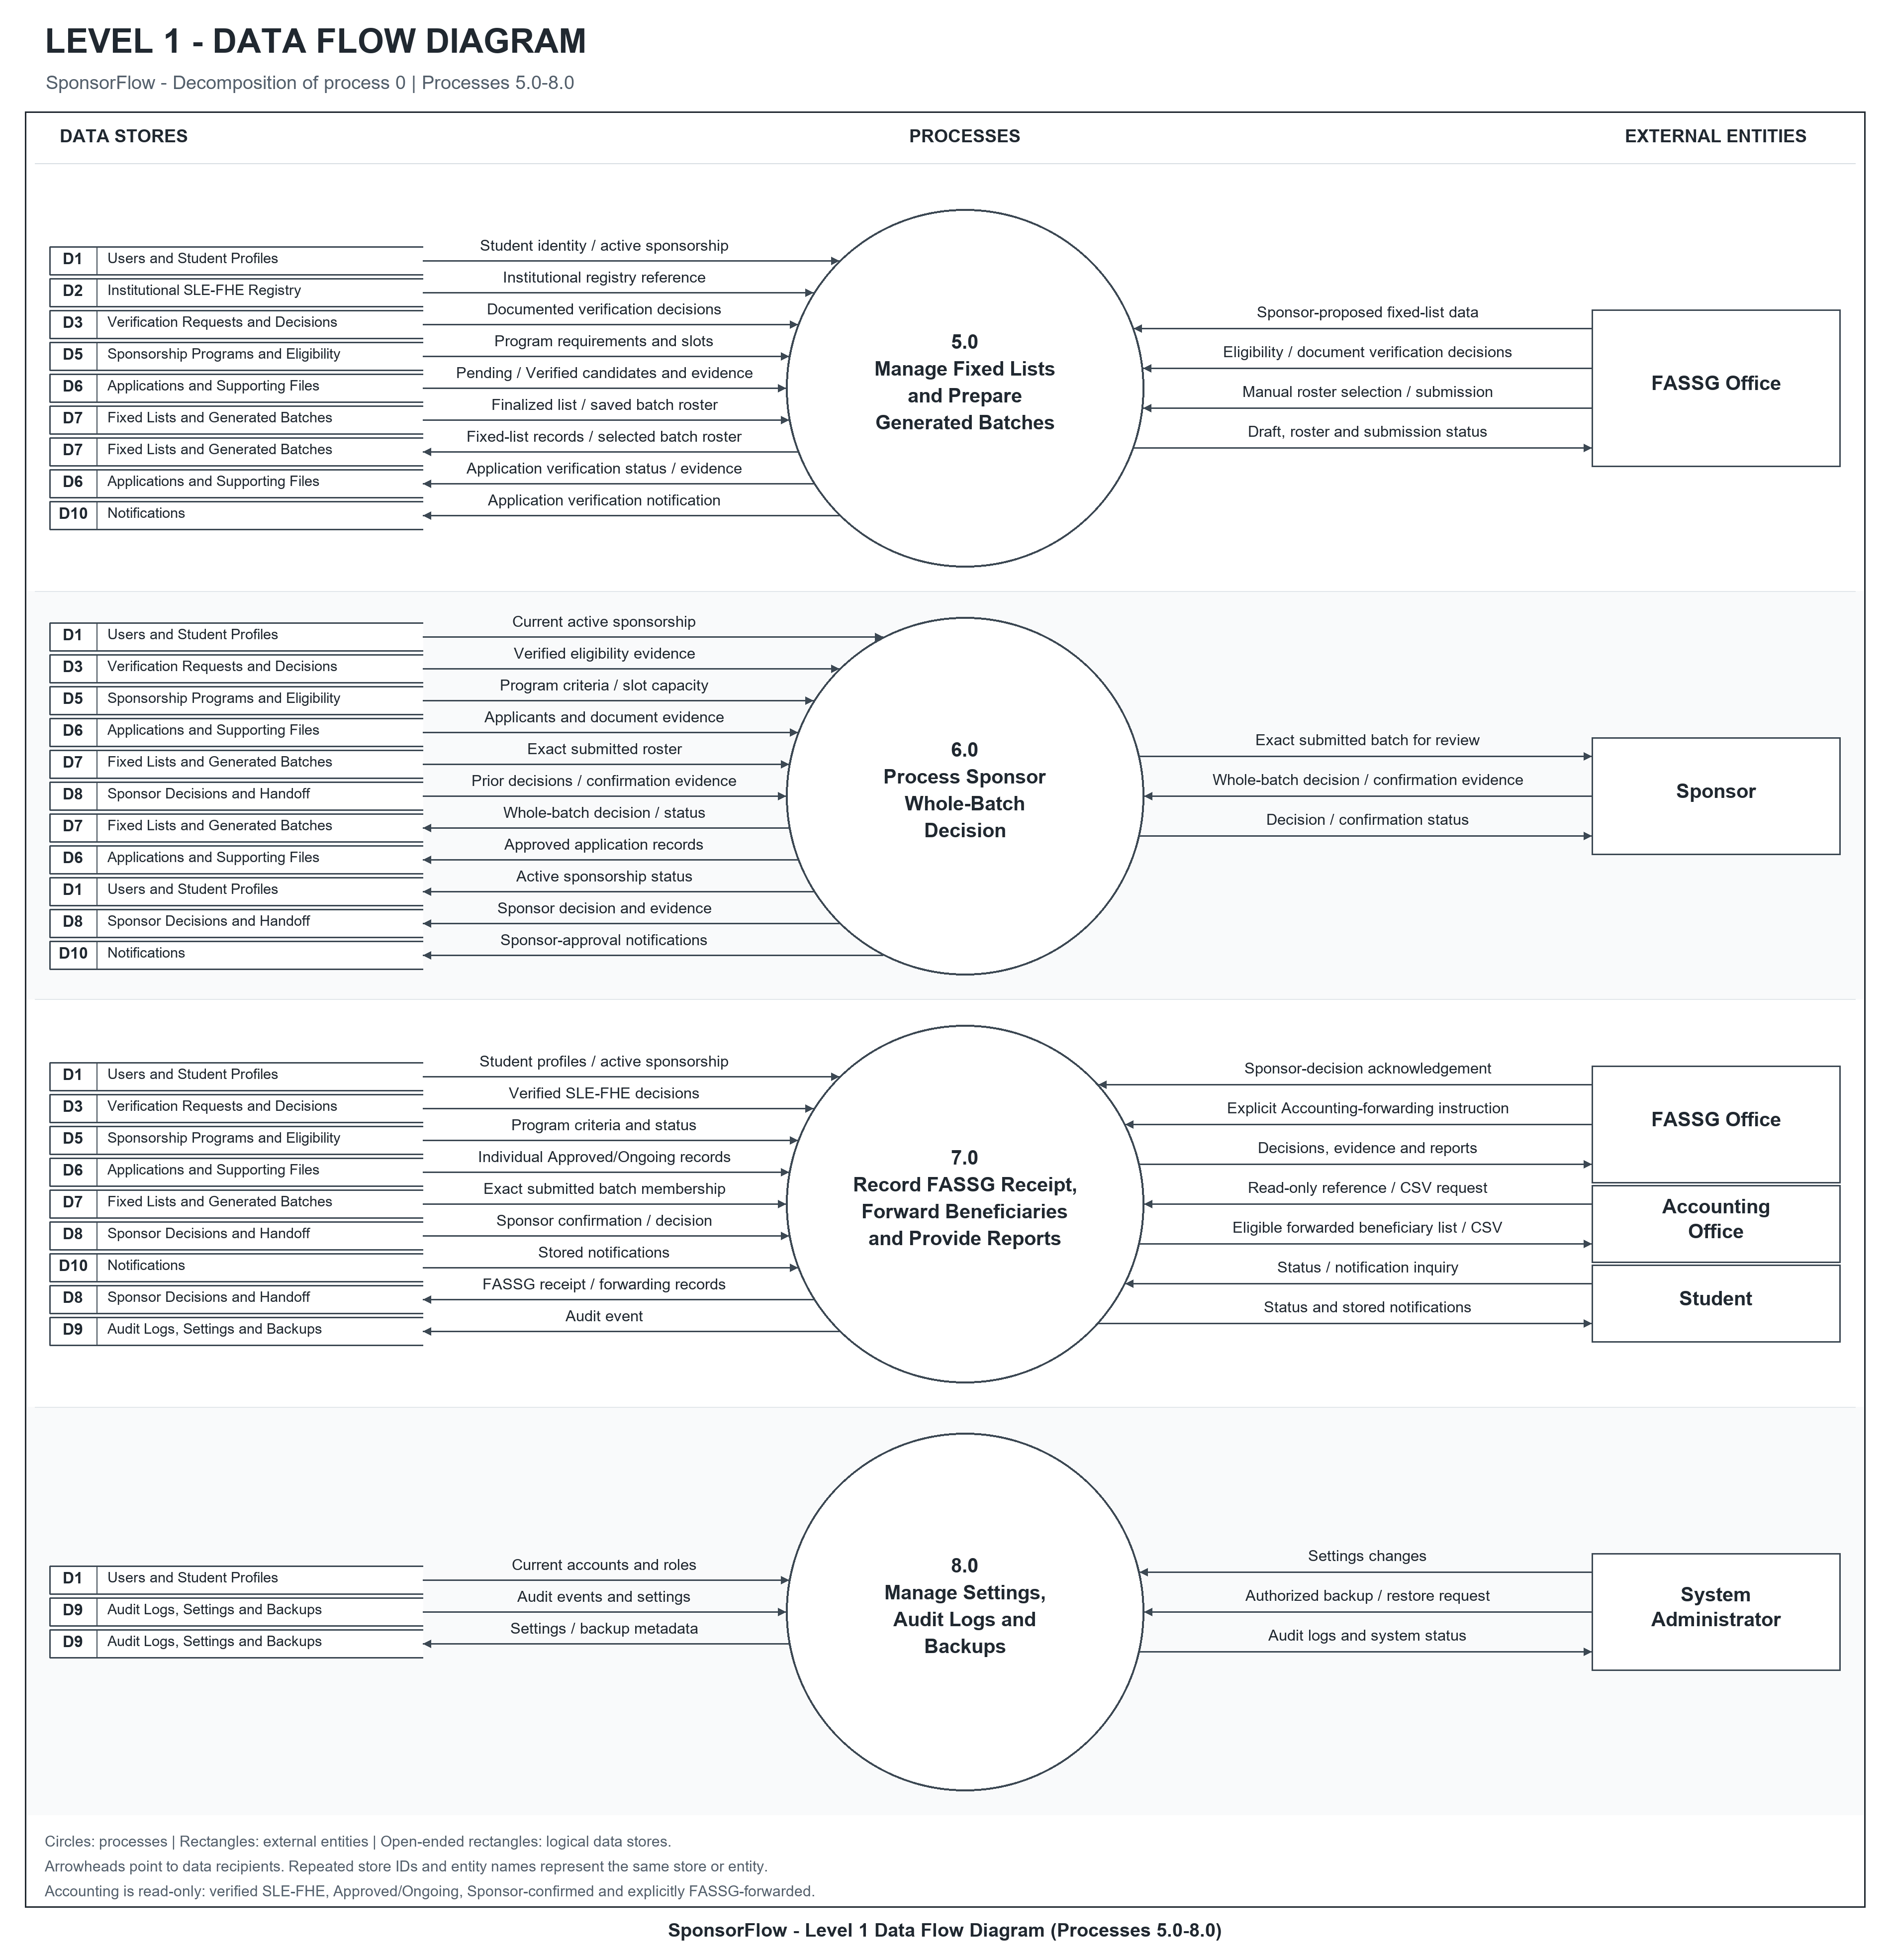 LEVEL 1 - DATA FLOW DIAGRAM
SponsorFlow - Decomposition of process 0 | Processes 5.0-8.0
DATA STORES
PROCESSES
EXTERNAL ENTITIES
D1 Users and Student Profiles
Student identity / active sponsorship
D2 Institutional SLE-FHE Registry
Institutional registry reference
D3 Verification Requests and Decisions
Documented verification decisions
D5 Sponsorship Programs and Eligibility
Program requirements and slots
D6 Applications and Supporting Files
Pending / Verified candidates and evidence
D7 Fixed Lists and Generated Batches
Finalized list / saved batch roster
D7 Fixed Lists and Generated Batches
Fixed-list records / selected batch roster
D6 Applications and Supporting Files
Application verification status / evidence
D10 Notifications
Application verification notification
5.0
Manage Fixed Lists
and Prepare
Generated Batches
Sponsor-proposed fixed-list data
Eligibility / document verification decisions
Manual roster selection / submission
Draft, roster and submission status
FASSG Office
D1 Users and Student Profiles
Current active sponsorship
D3 Verification Requests and Decisions
Verified eligibility evidence
D5 Sponsorship Programs and Eligibility
Program criteria / slot capacity
D6 Applications and Supporting Files
Applicants and document evidence
D7 Fixed Lists and Generated Batches
Exact submitted roster
D8 Sponsor Decisions and Handoff
Prior decisions / confirmation evidence
D7 Fixed Lists and Generated Batches
Whole-batch decision / status
D6 Applications and Supporting Files
Approved application records
D1 Users and Student Profiles
Active sponsorship status
D8 Sponsor Decisions and Handoff
Sponsor decision and evidence
D10 Notifications
Sponsor-approval notifications
6.0
Process Sponsor
Whole-Batch
Decision
Exact submitted batch for review
Whole-batch decision / confirmation evidence
Decision / confirmation status
Sponsor
D1 Users and Student Profiles
Student profiles / active sponsorship
D3 Verification Requests and Decisions
Verified SLE-FHE decisions
D5 Sponsorship Programs and Eligibility
Program criteria and status
D6 Applications and Supporting Files
Individual Approved/Ongoing records
D7 Fixed Lists and Generated Batches
Exact submitted batch membership
D8 Sponsor Decisions and Handoff
Sponsor confirmation / decision
D10 Notifications
Stored notifications
D8 Sponsor Decisions and Handoff
FASSG receipt / forwarding records
D9 Audit Logs, Settings and Backups
Audit event
7.0
Record FASSG Receipt,
Forward Beneficiaries
and Provide Reports
Sponsor-decision acknowledgement
Explicit Accounting-forwarding instruction
Decisions, evidence and reports
Read-only reference / CSV request
Eligible forwarded beneficiary list / CSV
Status / notification inquiry
Status and stored notifications
FASSG Office
Accounting
Office
Student
D1 Users and Student Profiles
Current accounts and roles
D9 Audit Logs, Settings and Backups
Audit events and settings
D9 Audit Logs, Settings and Backups
Settings / backup metadata
8.0
Manage Settings,
Audit Logs and
Backups
Settings changes
Authorized backup / restore request
Audit logs and system status
System
Administrator
Circles: processes | Rectangles: external entities | Open-ended rectangles: logical data stores.
Arrowheads point to data recipients. Repeated store IDs and entity names represent the same store or entity.
Accounting is read-only: verified SLE-FHE, Approved/Ongoing, Sponsor-confirmed and explicitly FASSG-forwarded.
SponsorFlow - Level 1 Data Flow Diagram (Processes 5.0-8.0)